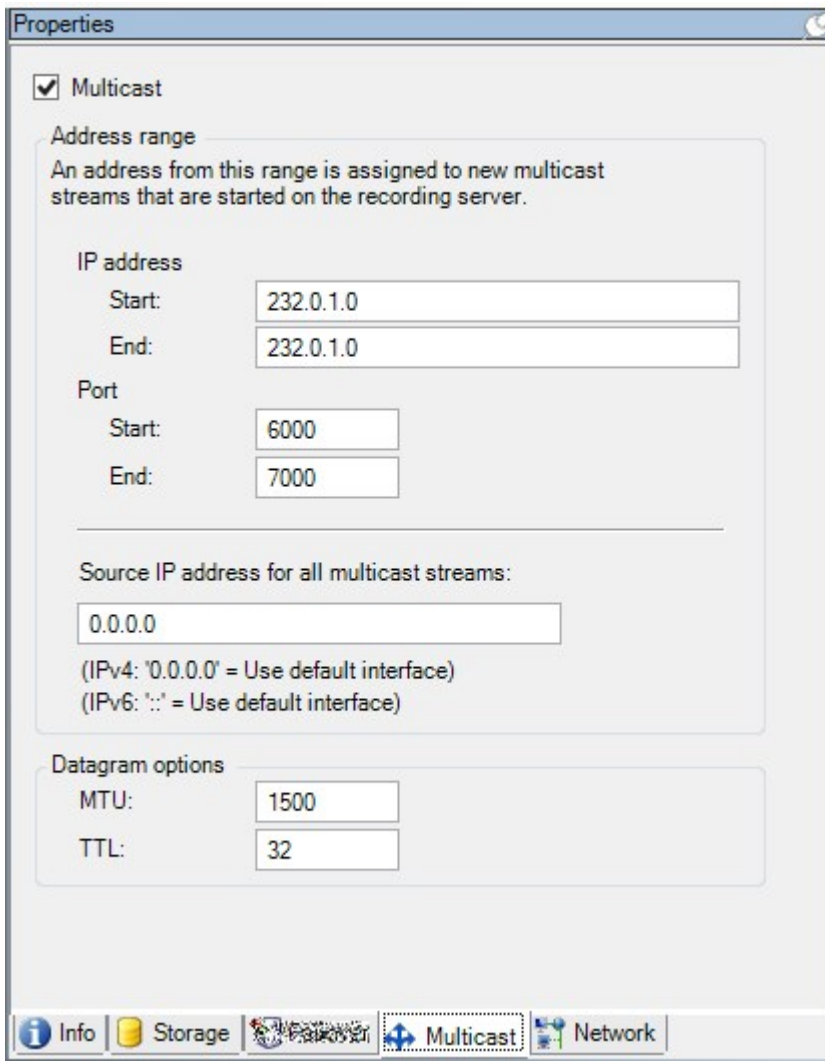 Properties
Multicast
Address range
An address from this range is assigned to new multicast
streams that are started on the recording server.
IP address
Start: 232.0.1.0
End: 232.0.1.0
Port
Start: 6000
End: 7000
Source IP address for all multicast streams:
0.0.0.0
(IPv4: '0.0.0.0' = Use default interface)
(IPv6: '::' = Use default interface)
Datagram options
MTU: 1500
TTL: 32
Info Storage Multicast Network